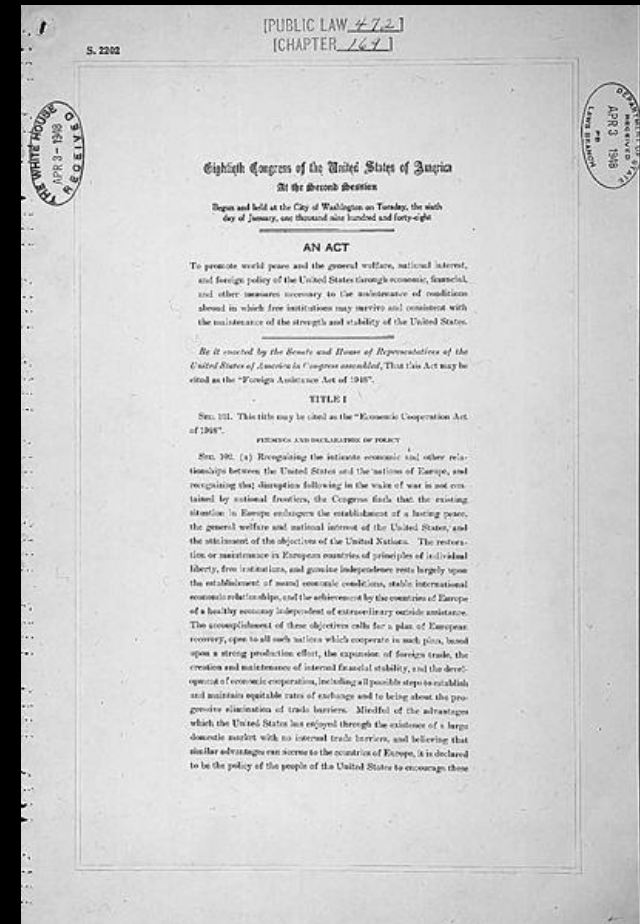 [PUBLIC LAW 472]
[CHAPTER 169]
S. 2202
THE WHITE HOUSE
APR 3 - 1948
RECEIVED
DEPARTMENT OF STATE
RECEIVED
APR 3 1948
LAWS BRANCH
Eightieth Congress of the United States of America
At the Second Session
Begun and held at the City of Washington on Tuesday, the sixth
day of January, one thousand nine hundred and forty-eight
AN ACT
To promote world peace and the general welfare, national interest,
and foreign policy of the United States through economic, financial,
and other measures necessary to the maintenance of conditions
abroad in which free institutions may survive and consistent with
the maintenance of the strength and stability of the United States.
Be it enacted by the Senate and House of Representatives of the
United States of America in Congress assembled, That this Act may be
cited as the "Foreign Assistance Act of 1948".
TITLE I
SEC. 101. This title may be cited as the "Economic Cooperation Act
of 1948".
FINDINGS AND DECLARATION OF POLICY
SEC. 102. (a) Recognizing the intimate economic and other rela-
tionships between the United States and the nations of Europe, and
recognizing that disruption following in the wake of war is not con-
tained by national frontiers, the Congress finds that the existing
situation in Europe endangers the establishment of a lasting peace,
the general welfare and national interest of the United States, and
the attainment of the objectives of the United Nations. The restora-
tion or maintenance in European countries of principles of individual
liberty, free institutions, and genuine independence rests largely upon
the establishment of sound economic conditions, stable international
economic relationships, and the achievement by the countries of Europe
of a healthy economy independent of extraordinary outside assistance.
The accomplishment of these objectives calls for a plan of European
recovery, open to all such nations which cooperate in such plan, based
upon a strong production effort, the expansion of foreign trade, the
creation and maintenance of internal financial stability, and the devel-
opment of economic cooperation, including all possible steps to establish
and maintain equitable rates of exchange and to bring about the pro-
gressive elimination of trade barriers. Mindful of the advantages
which the United States has enjoyed through the existence of a large
domestic market with no internal trade barriers, and believing that
similar advantages can accrue to the countries of Europe, it is declared
to be the policy of the people of the United States to encourage these